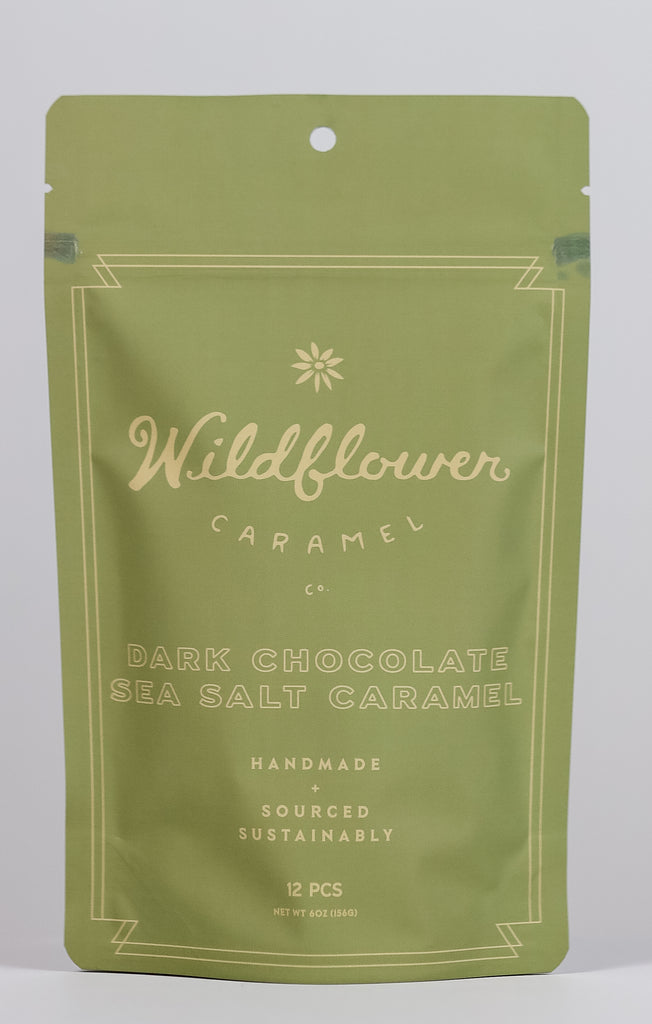 Wildflower
CARAMEL
Co.
DARK CHOCOLATE
SEA SALT CARAMEL
HANDMADE
+
SOURCED
SUSTAINABLY
12 PCS
NET WT 6OZ (156G)